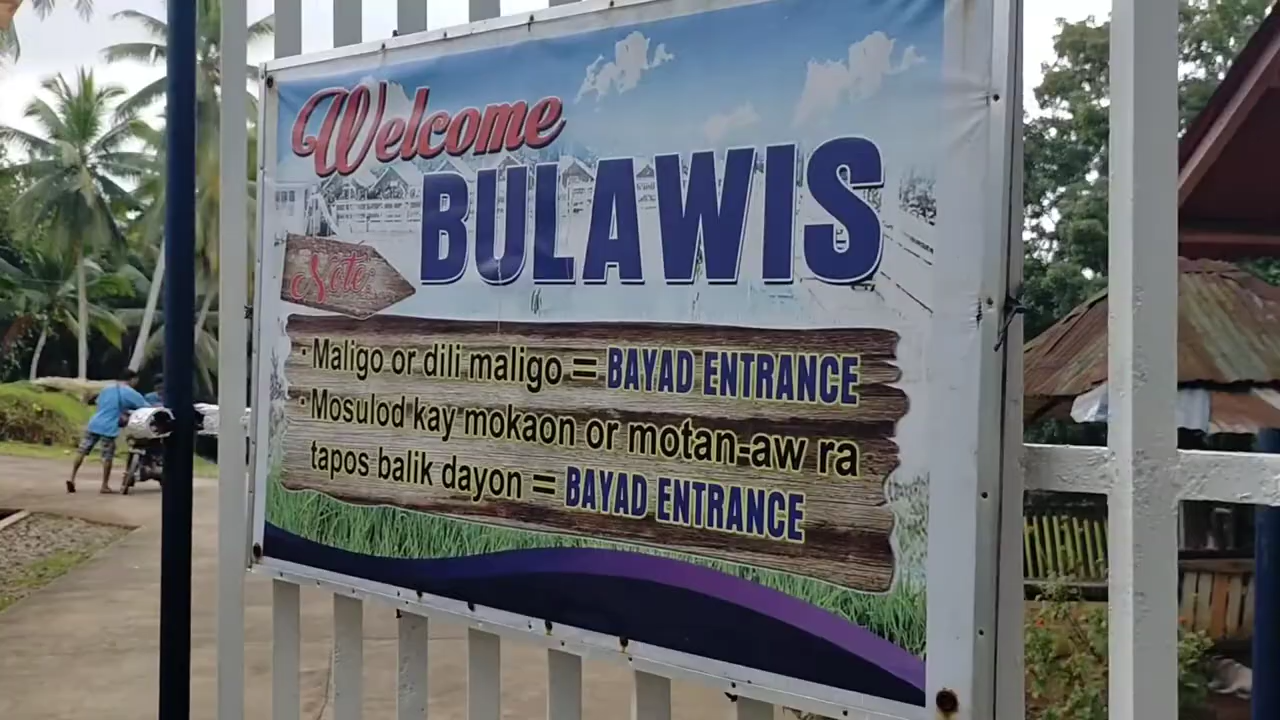 Welcome
BULAWIS
Note:
· Maligo or dili maligo = BAYAD ENTRANCE
· Mosulod kay mokaon or motan-aw ra
tapos balik dayon = BAYAD ENTRANCE